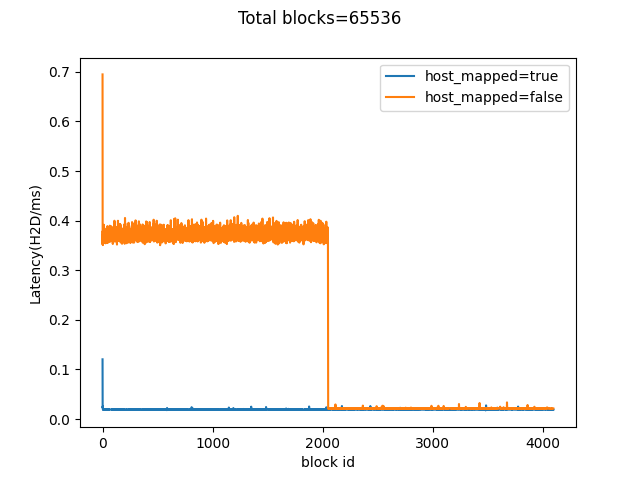 Total blocks=65536
host_mapped=true
host_mapped=false
Latency(H2D/ms)
0.7
0.6
0.5
0.4
0.3
0.2
0.1
0.0
0 1000 2000 3000 4000
block id